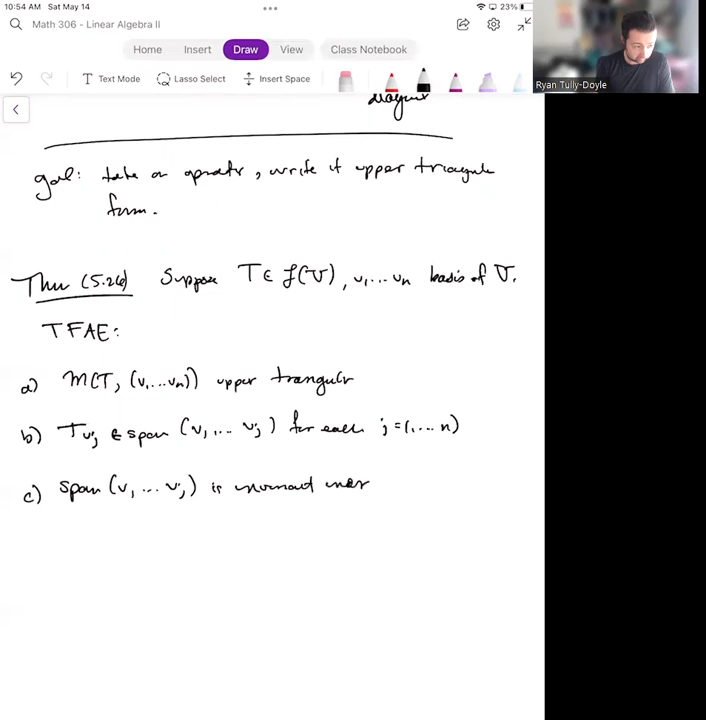 10:54 AM Sat May 14
23%
Math 306 - Linear Algebra II
Home Insert Draw View Class Notebook
Text Mode Lasso Select Insert Space
Ryan Tully-Doyle
goal: take an operator, write it upper triangular
form.
Thm (5.26) Suppose T ∈ L(V), v1...vn basis of V.
TFAE:
a) M(T, (v1...vn)) upper triangular
b) Tvj ∈ span (v1,... vj) for each j=1,...n)
c) span (v1 ... vj) is invariant under